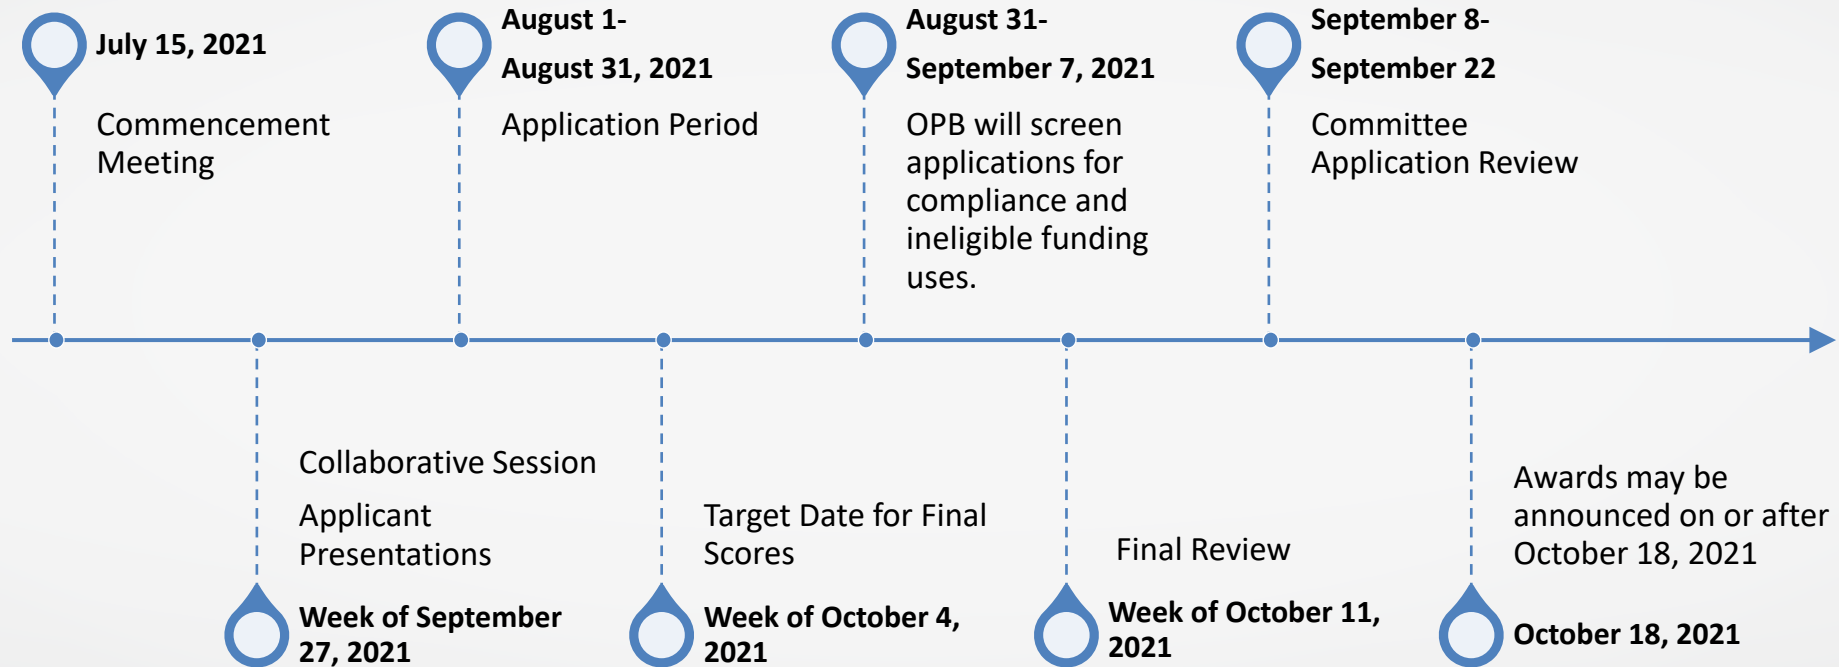 July 15, 2021
Commencement
Meeting
August 1-
August 31, 2021
Application Period
August 31-
September 7, 2021
OPB will screen
applications for
compliance and
ineligible funding
uses.
September 8-
September 22
Committee
Application Review
Collaborative Session
Applicant
Presentations
Week of September
27, 2021
Target Date for Final
Scores
Week of October 4,
2021
Final Review
Week of October 11,
2021
Awards may be
announced on or after
October 18, 2021
October 18, 2021